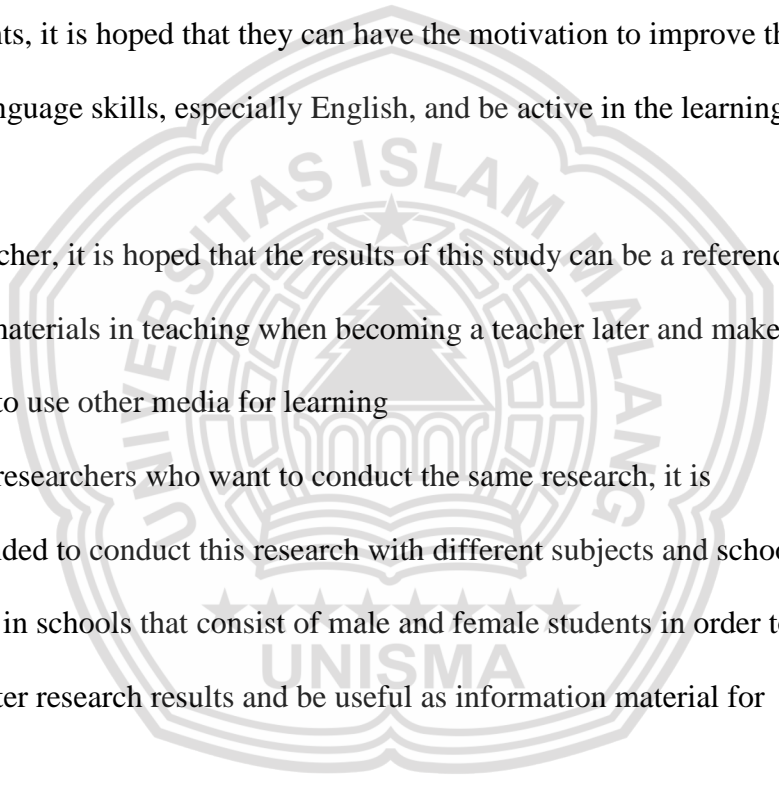 nts, it is hoped that they can have the motivation to improve th
nguage skills, especially English, and be active in the learning
cher, it is hoped that the results of this study can be a referenc
materials in teaching when becoming a teacher later and make
to use other media for learning
researchers who want to conduct the same research, it is
ded to conduct this research with different subjects and schoo
in schools that consist of male and female students in order to
ter research results and be useful as information material for
UNIVERSITAS ISLAM MALANG
UNISMA